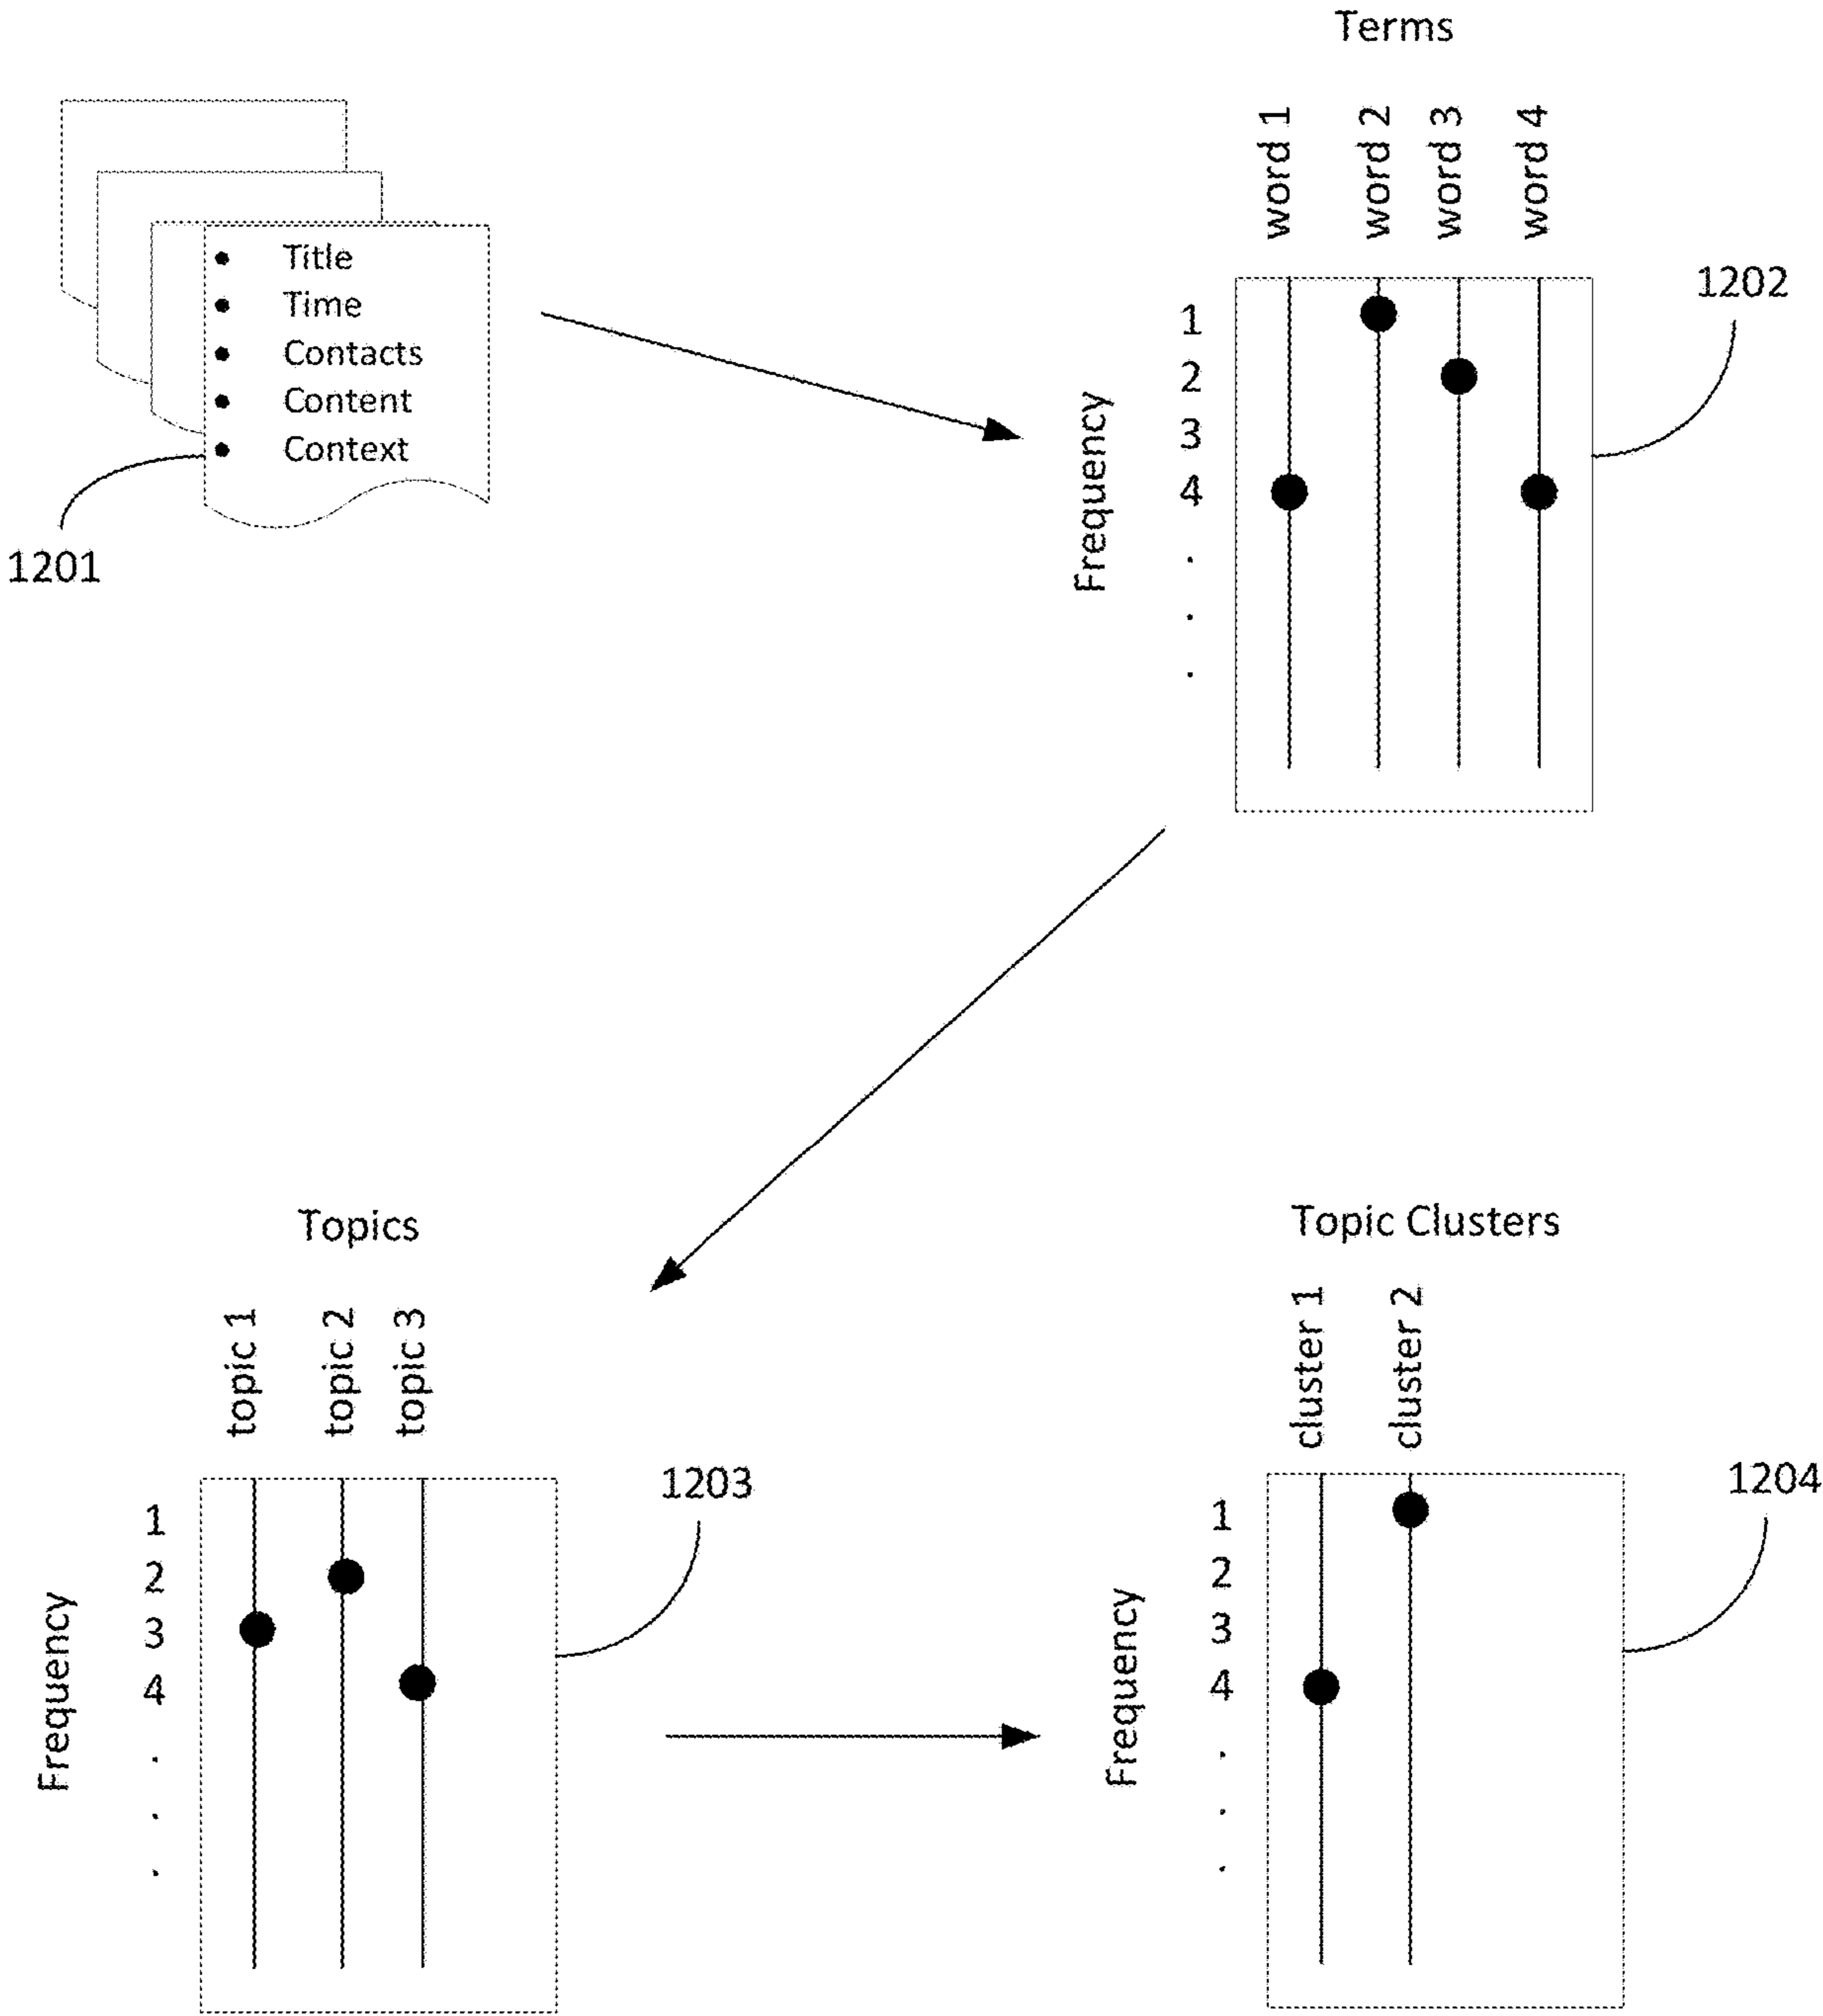 Terms
word 1
word 2
word 3
word 4
• Title
• Time
• Contacts
• Content
• Context
1201
1202
Frequency
1
2
3
4
.
.
.
Topics
topic 1
topic 2
topic 3
1203
Frequency
1
2
3
4
.
.
.
Topic Clusters
cluster 1
cluster 2
1204
Frequency
1
2
3
4
.
.
.